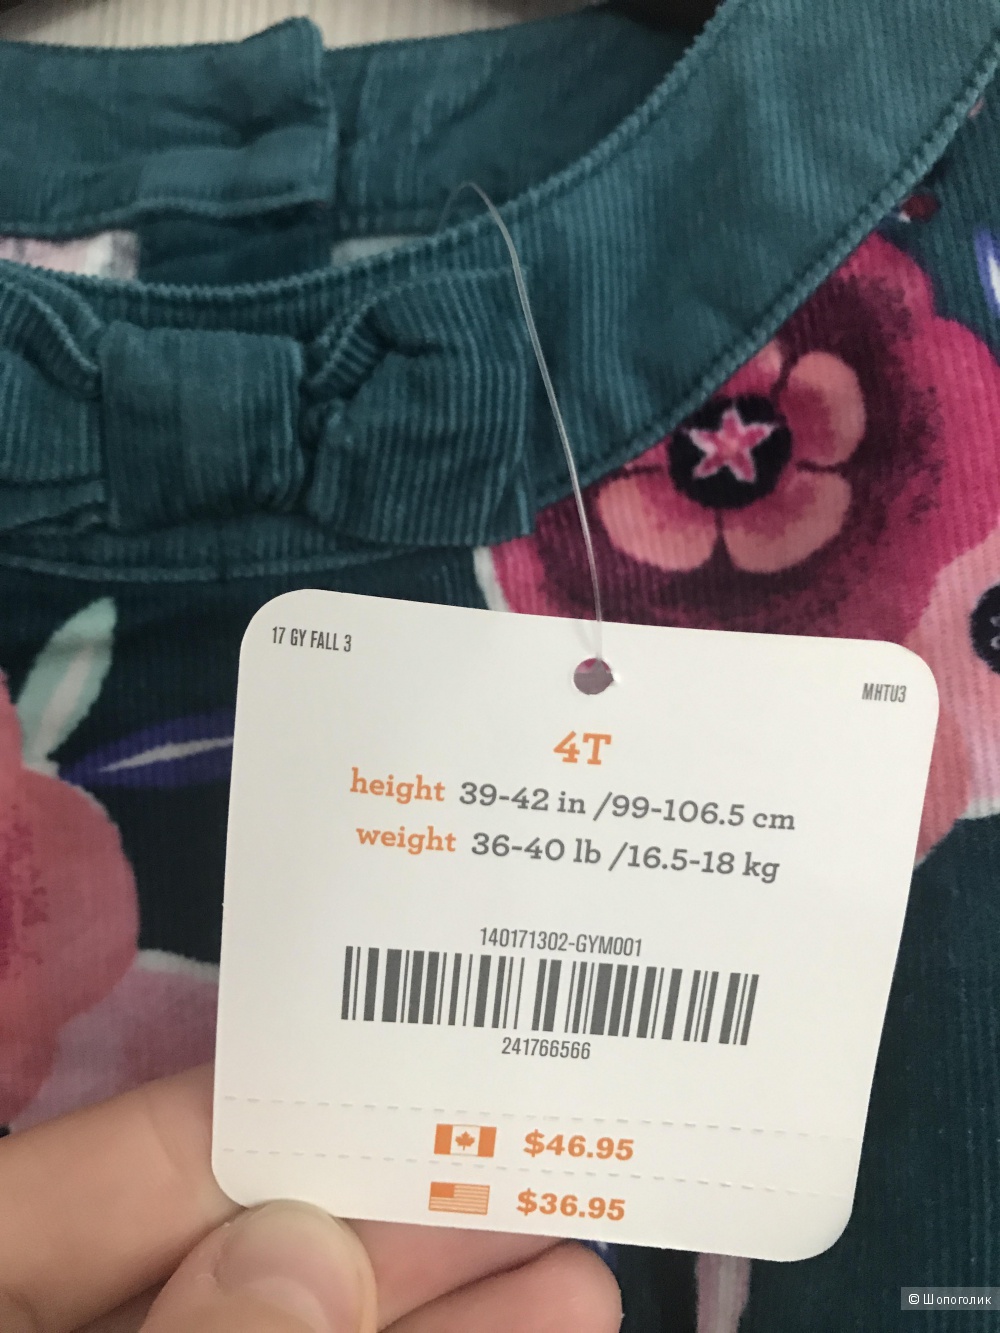 17 GY FALL 3
MHTU3
4T
height 39-42 in /99-106.5 cm
weight 36-40 lb /16.5-18 kg
140171302-GYM001
241766566
$46.95
$36.95
© Шопоголик